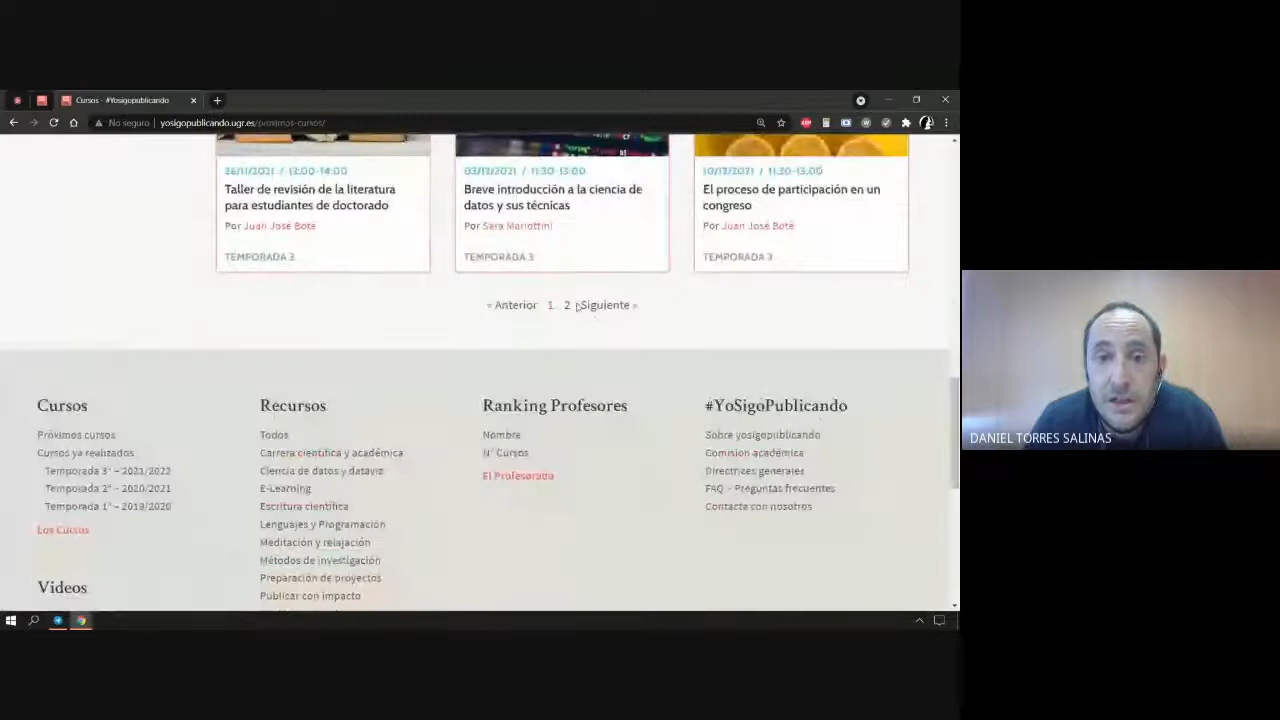 Cursos - #Yosigopublicando
No seguro
yosigopublicando.ugr.es/proximos-cursos/
26/11/2021 / 12:00-14:00
Taller de revisión de la literatura
para estudiantes de doctorado
Por Juan José Boté
TEMPORADA 3
03/12/2021 / 11:30-13:00
Breve introducción a la ciencia de
datos y sus técnicas
Por Sara Mariottini
TEMPORADA 3
10/12/2021 / 11:30-13:00
El proceso de participación en un
congreso
Por Juan José Boté
TEMPORADA 3
« Anterior 1 2 Siguiente »
Cursos
Próximos cursos
Cursos ya realizados
Temporada 3ª – 2021/2022
Temporada 2ª – 2020/2021
Temporada 1ª – 2019/2020
Los Cursos
Videos
Recursos
Todos
Carrera científica y académica
Ciencia de datos y dataviz
E-Learning
Escritura científica
Lenguajes y Programación
Meditación y relajación
Métodos de investigación
Preparación de proyectos
Publicar con impacto
Ranking Profesores
Nombre
Nº Cursos
El Profesorado
#YoSigoPublicando
Sobre yosigopublicando
Comisión académica
Directrices generales
FAQ – Preguntas frecuentes
Contacte con nosotros
DANIEL TORRES SALINAS